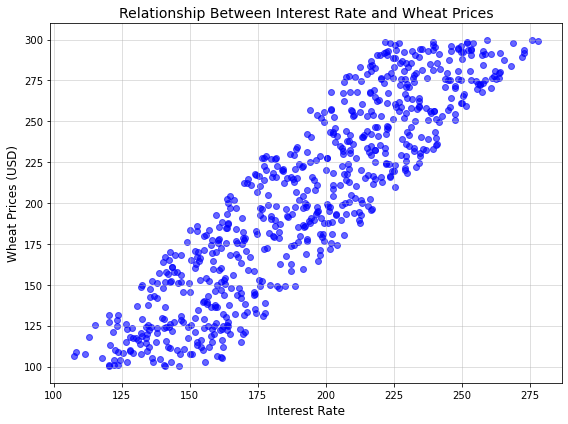 Relationship Between Interest Rate and Wheat Prices
300
275
250
225
200
175
150
125
100
Wheat Prices (USD)
100 125 150 175 200 225 250 275
Interest Rate